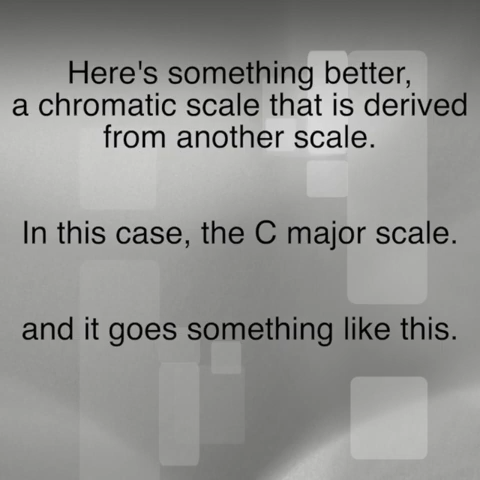 Here's something better,
a chromatic scale that is derived
from another scale.
In this case, the C major scale.
and it goes something like this.